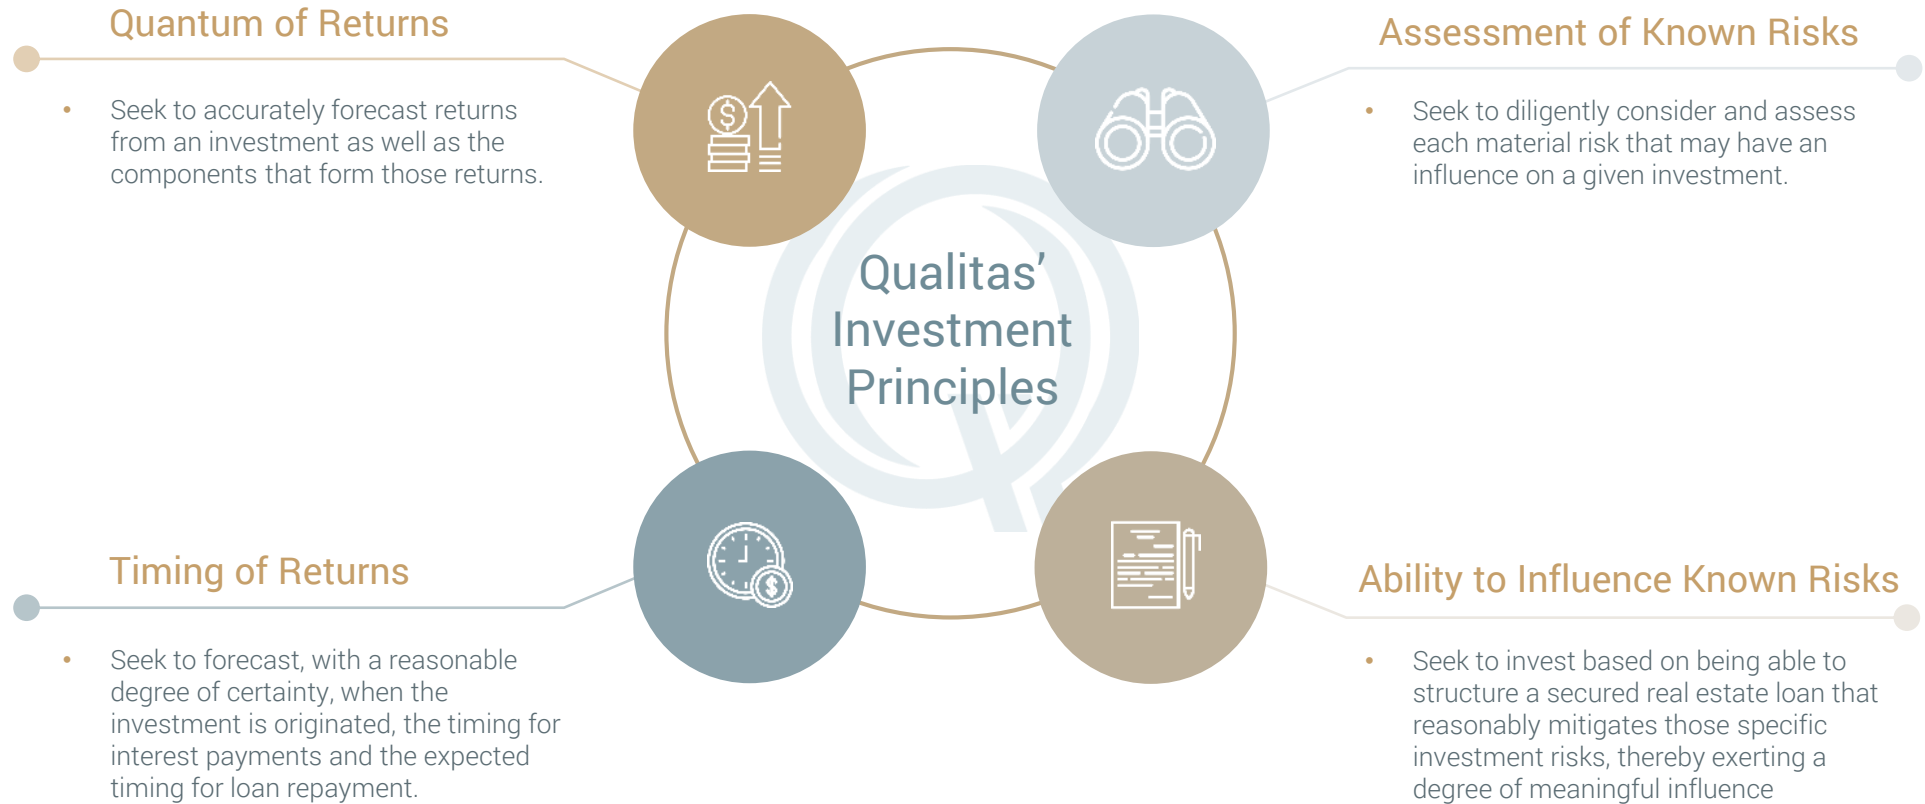 Quantum of Returns
• Seek to accurately forecast returns
from an investment as well as the
components that form those returns.
Assessment of Known Risks
• Seek to diligently consider and assess
each material risk that may have an
influence on a given investment.
Qualitas’
Investment
Principles
Timing of Returns
• Seek to forecast, with a reasonable
degree of certainty, when the
investment is originated, the timing for
interest payments and the expected
timing for loan repayment.
Ability to Influence Known Risks
• Seek to invest based on being able to
structure a secured real estate loan that
reasonably mitigates those specific
investment risks, thereby exerting a
degree of meaningful influence